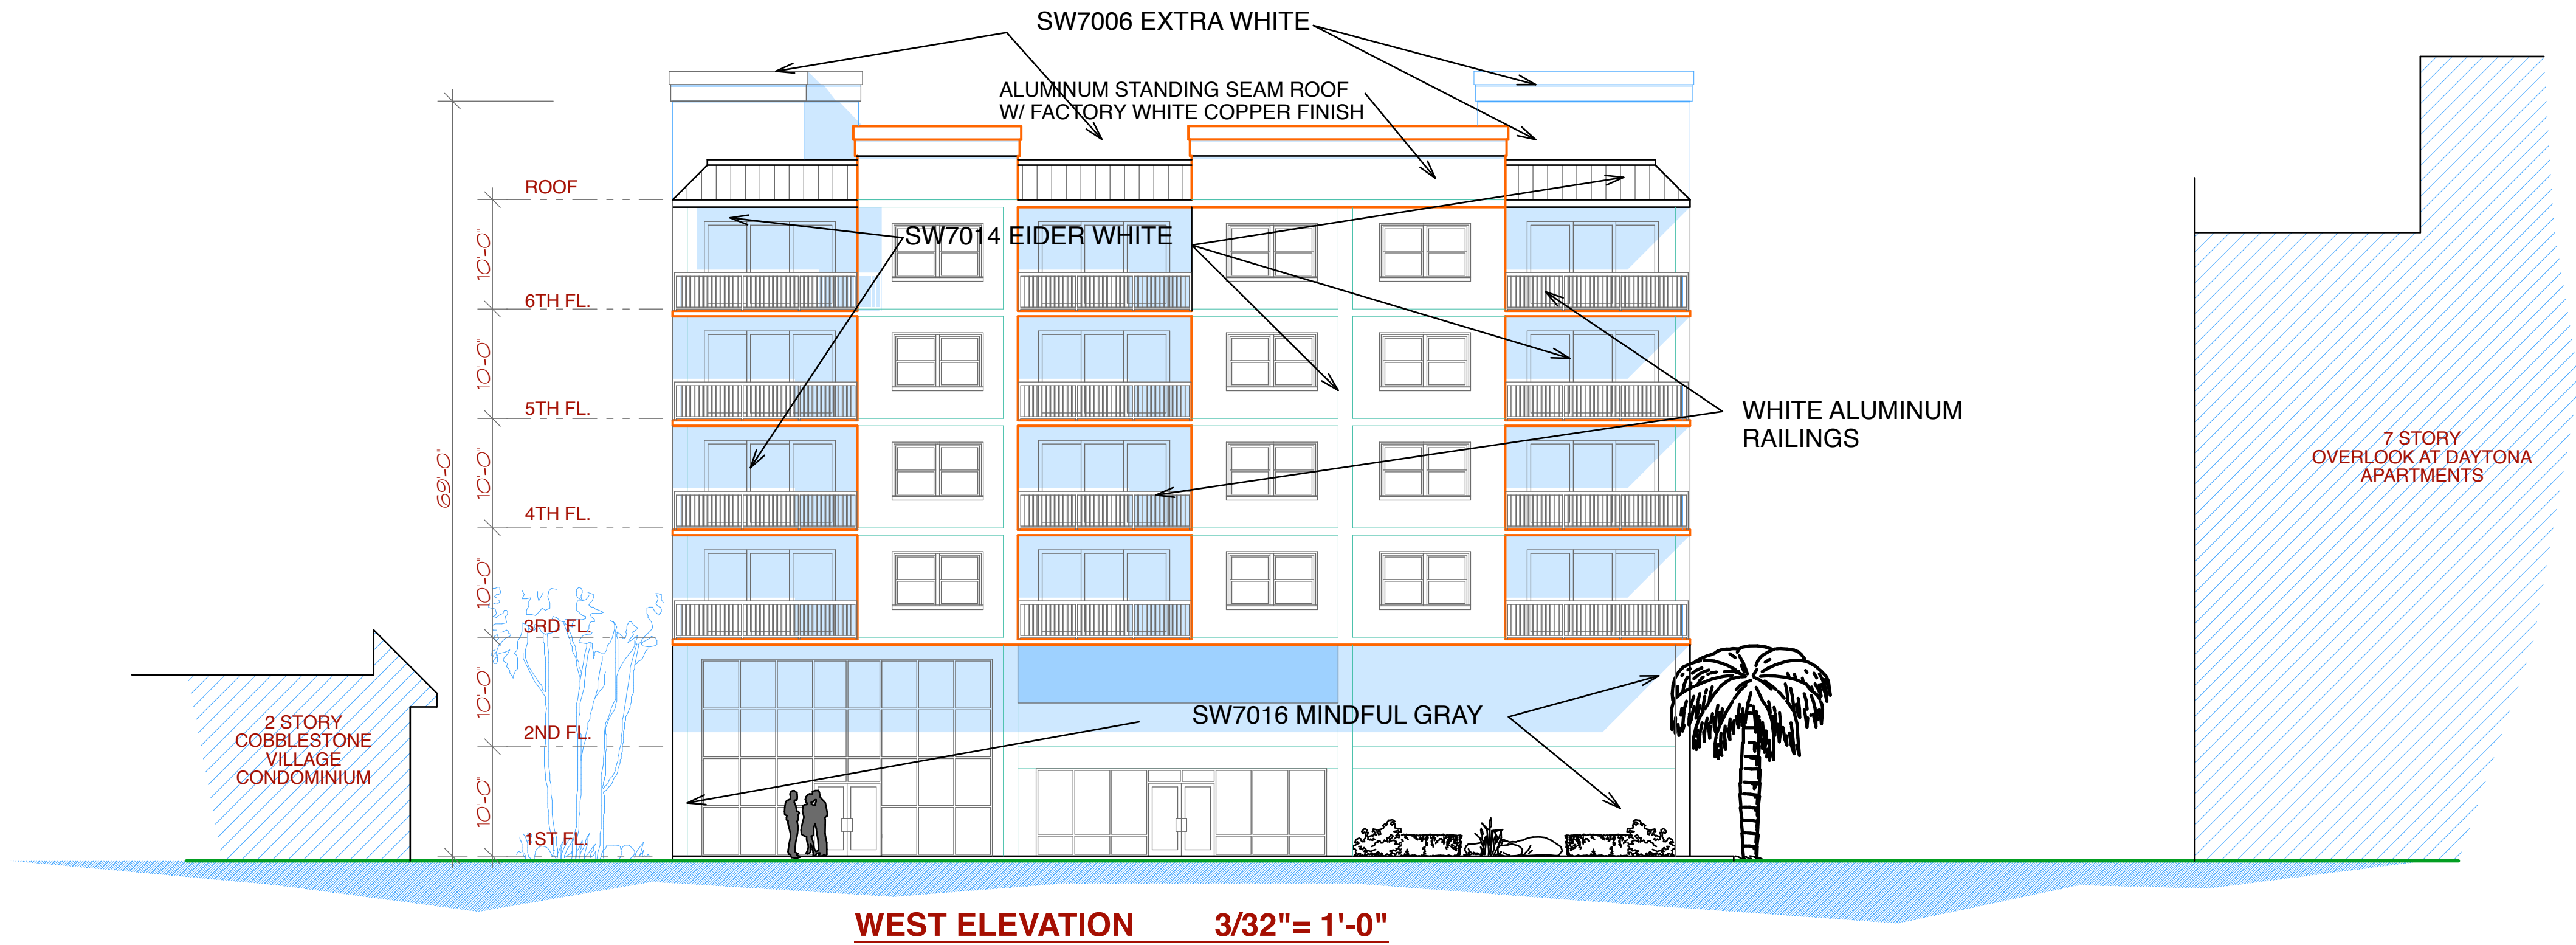 SW7006 EXTRA WHITE
ALUMINUM STANDING SEAM ROOF
W/ FACTORY WHITE COPPER FINISH
ROOF
SW7014 EIDER WHITE
10'-0"
6TH FL.
10'-0"
5TH FL.
WHITE ALUMINUM
RAILINGS
7 STORY
OVERLOOK AT DAYTONA
APARTMENTS
69'-0"
10'-0"
4TH FL.
10'-0"
3RD FL.
10'-0"
SW7016 MINDFUL GRAY
2 STORY
COBBLESTONE
VILLAGE
CONDOMINIUM
2ND FL.
10'-0"
1ST FL.
WEST ELEVATION 3/32"= 1'-0"